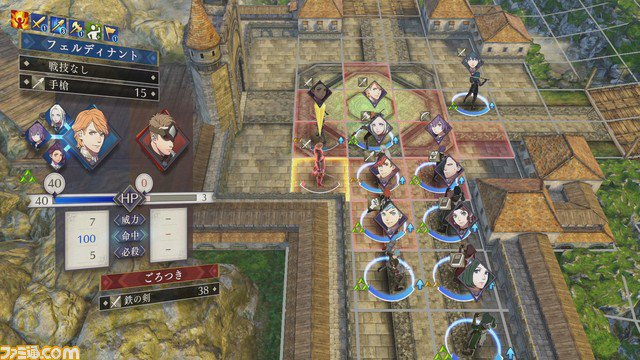 フェルディナント
戦技なし
手槍 15
40 0
40 HP 3
7 威力 -
100 命中 -
5 必殺 -
ごろつき
鉄の剣 38
ファミ通.com